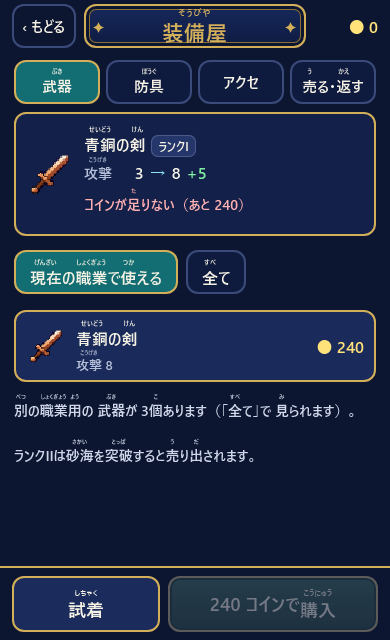 ‹ もどる
そうびや
装備屋
0
ぶき
武器
ぼうぐ
防具
アクセ
う かえ
売る・返す
せいどう けん
青銅の剣 ランクI
こうげき
攻撃 3 → 8 +5
た
コインが足りない（あと 240）
げんざい しょくぎょう つか
現在の職業で使える
すべ
全て
せいどう けん
青銅の剣
こうげき
攻撃 8
240
べつ しょくぎょう よう ぶき こ すべ み
別の職業用の 武器が 3個あります（「全て」で 見られます）。
さかい とっぱ う だ
ランクIIは砂海を突破すると売り出されます。
しちゃく
試着
こうにゅう
240 コインで購入